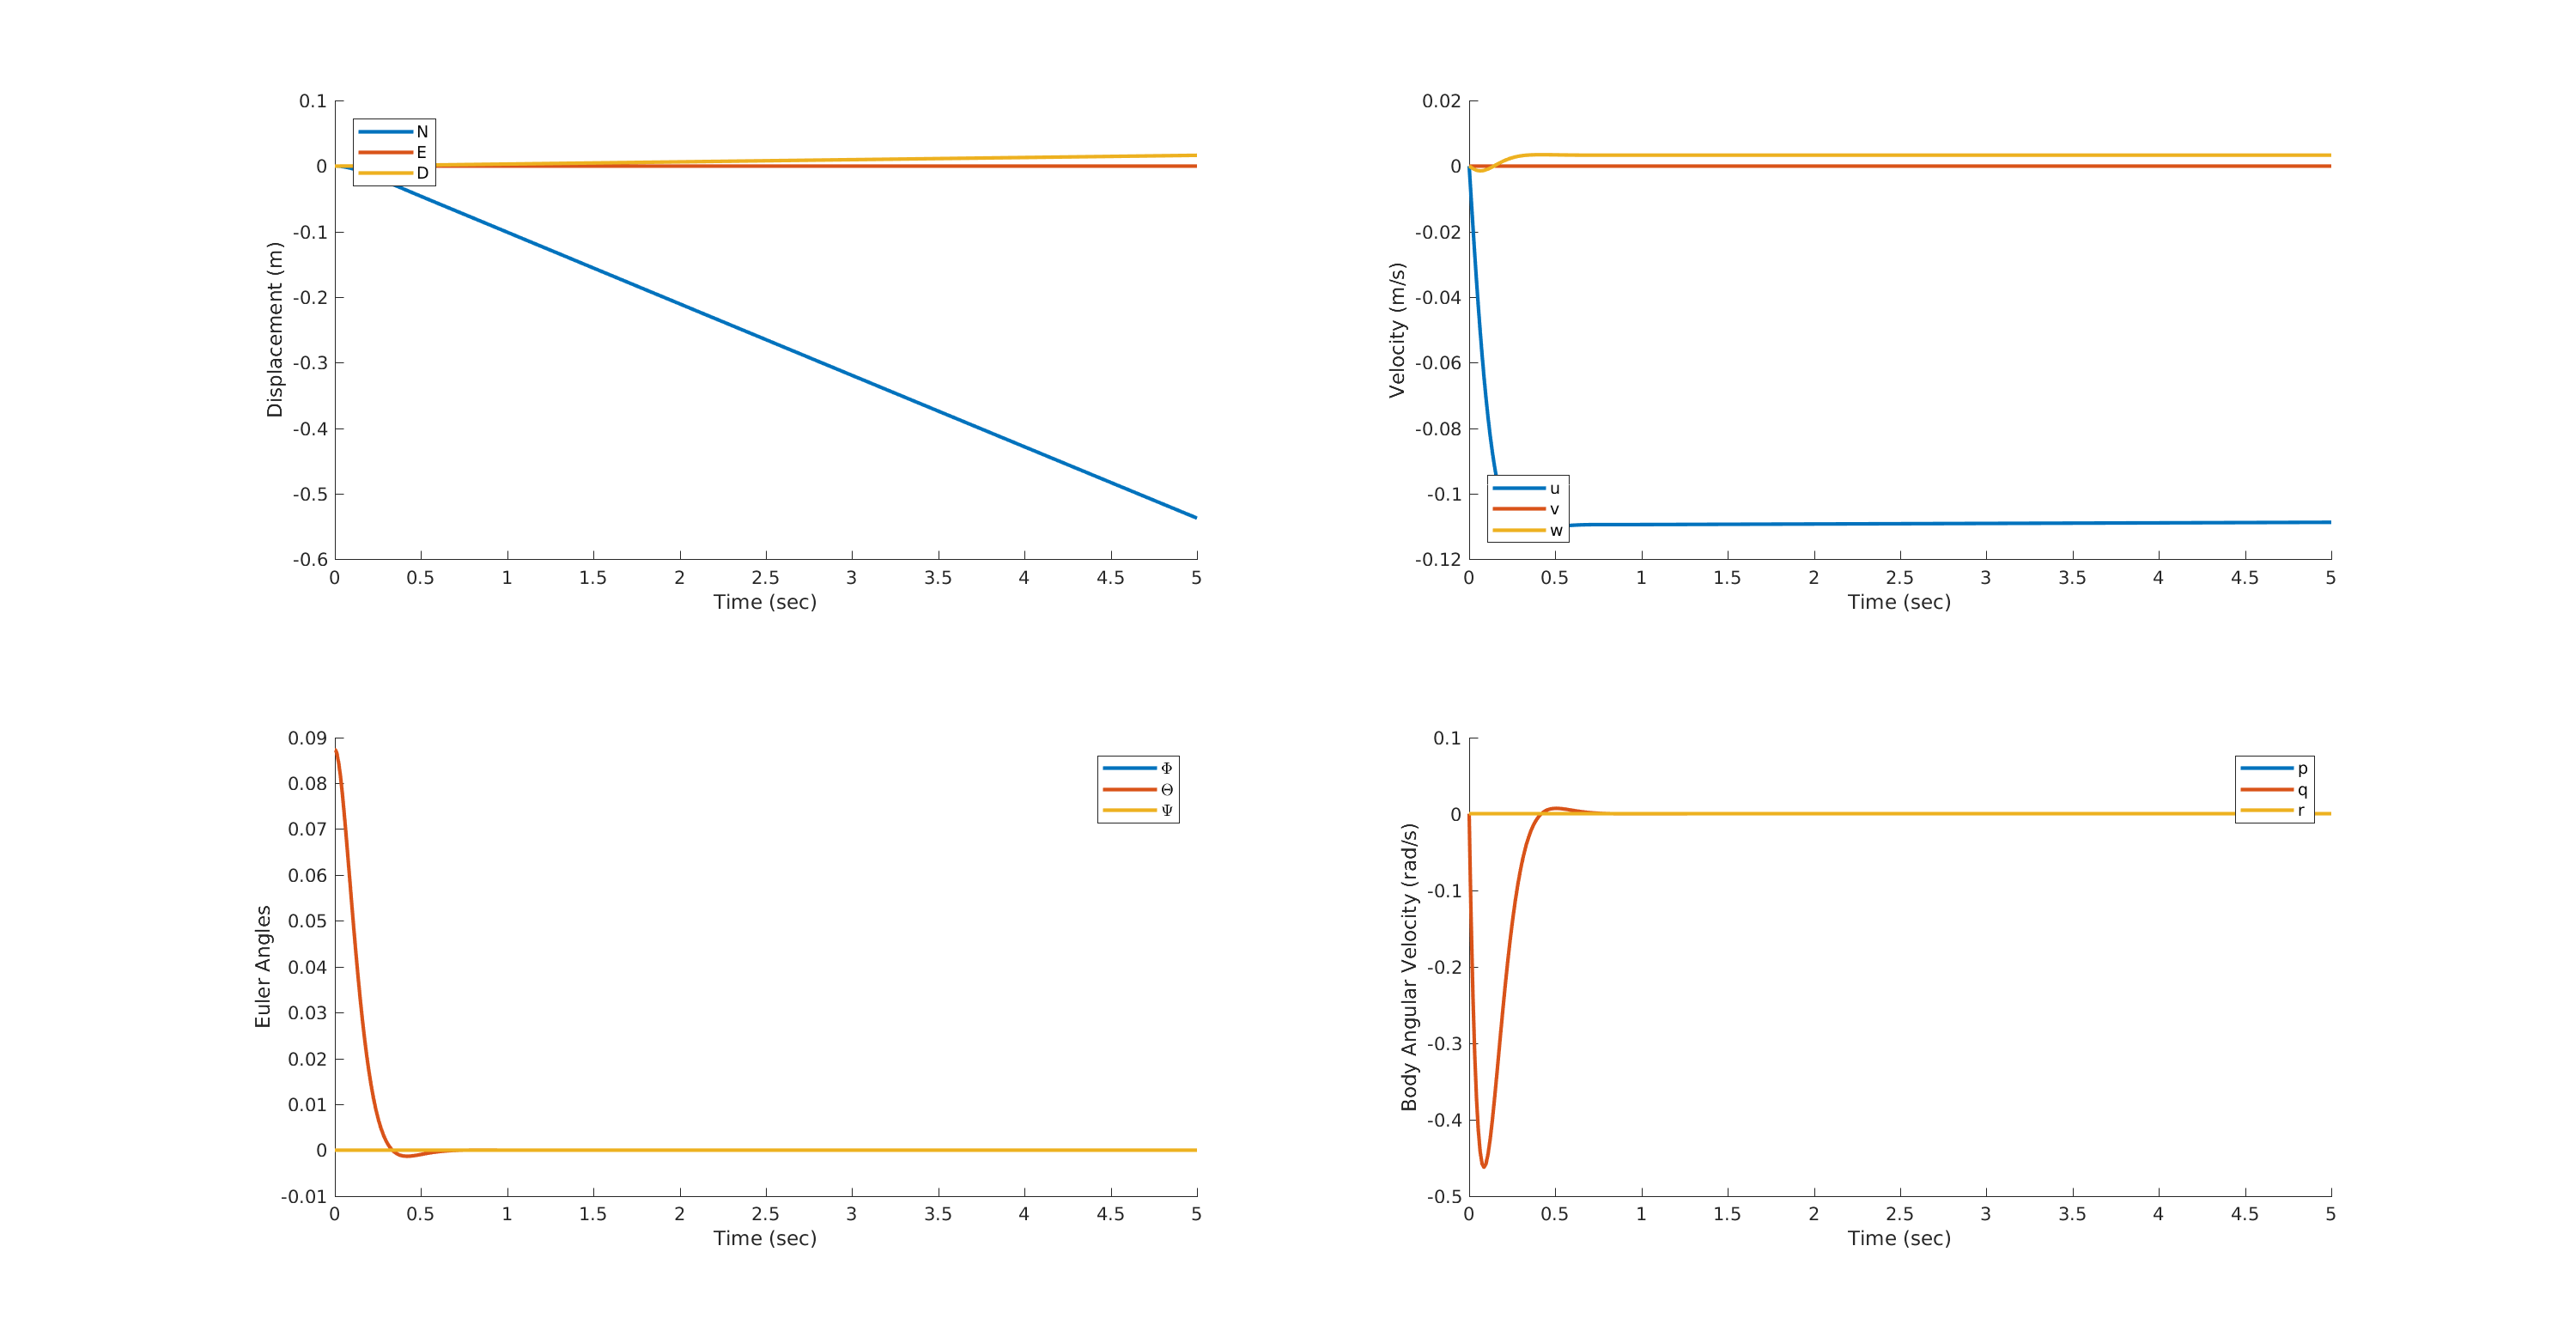 0.1
0
-0.1
-0.2
-0.3
-0.4
-0.5
-0.6
Displacement (m)
N
E
D
0 0.5 1 1.5 2 2.5 3 3.5 4 4.5 5
Time (sec)
0.02
0
-0.02
-0.04
-0.06
-0.08
-0.1
-0.12
Velocity (m/s)
u
v
w
0 0.5 1 1.5 2 2.5 3 3.5 4 4.5 5
Time (sec)
0.09
0.08
0.07
0.06
0.05
0.04
0.03
0.02
0.01
0
-0.01
Euler Angles
Φ
Θ
Ψ
0 0.5 1 1.5 2 2.5 3 3.5 4 4.5 5
Time (sec)
0.1
0
-0.1
-0.2
-0.3
-0.4
-0.5
Body Angular Velocity (rad/s)
p
q
r
0 0.5 1 1.5 2 2.5 3 3.5 4 4.5 5
Time (sec)